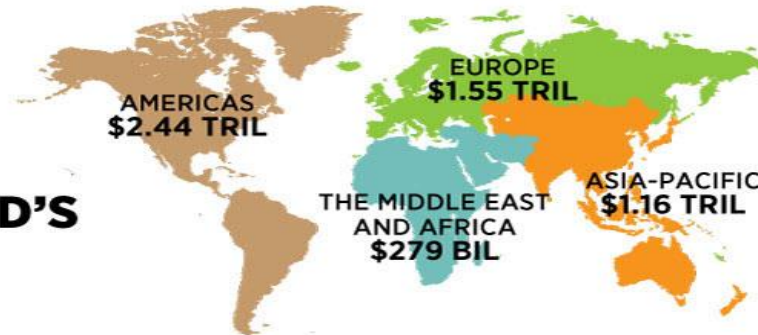 AMERICAS
$2.44 TRIL
EUROPE
$1.55 TRIL
D'S
THE MIDDLE EAST
AND AFRICA
$279 BIL
ASIA-PACIFIC
$1.16 TRIL